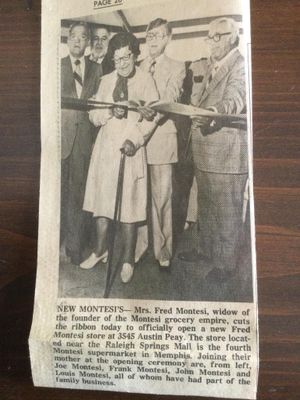 PAGE 26
NEW MONTESI'S— Mrs. Fred Montesi, widow of
the founder of the Montesi grocery empire, cuts
the ribbon today to officially open a new Fred
Montesi store at 3545 Austin Peay. The store locat-
ed near the Raleigh Springs Mall is the fourth
Montesi supermarket in Memphis. Joining their
mother at the opening ceremony are, from left,
Joe Montesi, Frank Montesi, John Montesi and
Louis Montesi, all of whom have had part of the
family business.